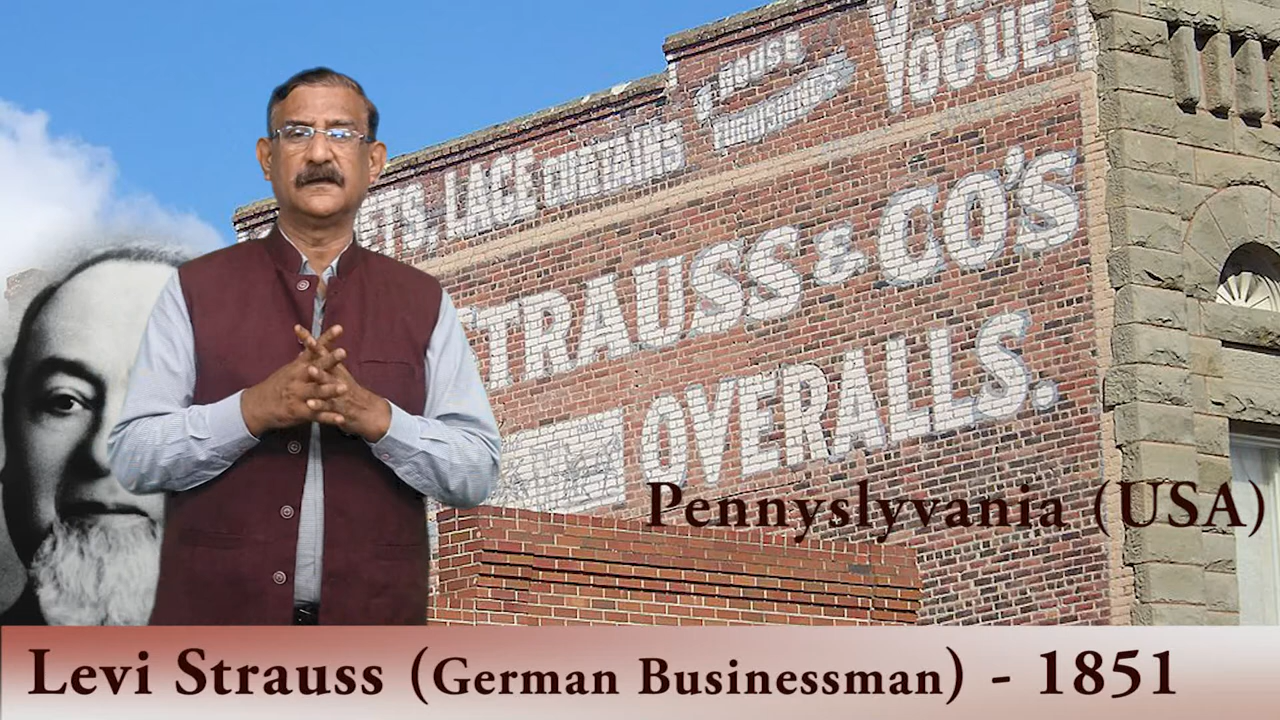 VOGUE.
& HOUSE
FURNISHINGS
LACE CURTAINS
STRAUSS & CO'S
OVERALLS.
Pennyslyvania (USA)
Levi Strauss (German Businessman) - 1851